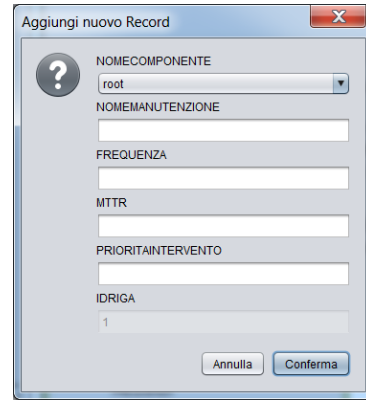 Aggiungi nuovo Record
NOMECOMPONENTE
root
NOMEMANUTENZIONE
FREQUENZA
MTTR
PRIORITAINTERVENTO
IDRIGA
1
Annulla Conferma